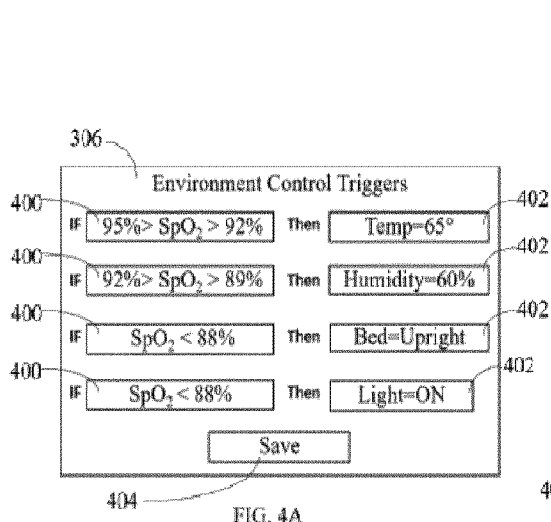 306
Environment Control Triggers
400 402
IF 95%> SpO₂ > 92% Then Temp=65°
400 402
IF 92%> SpO₂ > 89% Then Humidity=60%
400 402
IF SpO₂ < 88% Then Bed=Upright
400 402
IF SpO₂ < 88% Then Light=ON
Save
404
FIG. 4A